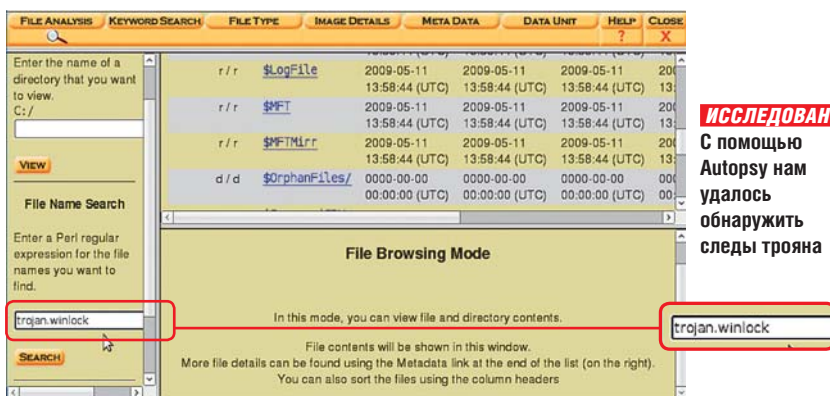 FILE ANALYSIS KEYWORD SEARCH FILE TYPE IMAGE DETAILS META DATA DATA UNIT HELP CLOSE
? X
Enter the name of a
directory that you want
to view.
C:/
VIEW
File Name Search
Enter a Perl regular
expression for the file
names you want to
find.
trojan.winlock
SEARCH
r / r $LogFile 2009-05-11 2009-05-11 2009-05-11 200
13:58:44 (UTC) 13:58:44 (UTC) 13:58:44 (UTC) 13:
r / r $MFT 2009-05-11 2009-05-11 2009-05-11 200
13:58:44 (UTC) 13:58:44 (UTC) 13:58:44 (UTC) 13:
r / r $MFTMirr 2009-05-11 2009-05-11 2009-05-11 200
13:58:44 (UTC) 13:58:44 (UTC) 13:58:44 (UTC) 13:
d / d $OrphanFiles/ 0000-00-00 0000-00-00 0000-00-00 000
00:00:00 (UTC) 00:00:00 (UTC) 00:00:00 (UTC) 00:
File Browsing Mode
In this mode, you can view file and directory contents.
File contents will be shown in this window.
More file details can be found using the Metadata link at the end of the list (on the right).
You can also sort the files using the column headers
ИССЛЕДОВАН
С помощью
Autopsy нам
удалось
обнаружить
следы трояна
trojan.winlock